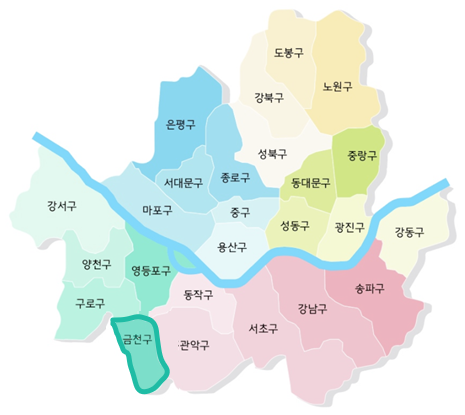 도봉구
노원구
강북구
은평구
성북구
중랑구
종로구
서대문구
동대문구
강서구
마포구
중구
성동구
광진구
강동구
용산구
양천구
영등포구
동작구
송파구
구로구
강남구
서초구
금천구
관악구